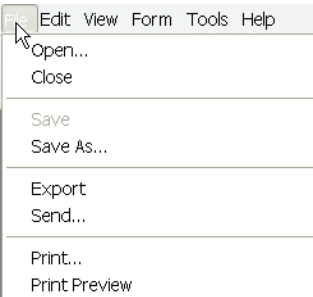 File Edit View Form Tools Help
Open...
Close
Save
Save As...
Export
Send...
Print...
Print Preview